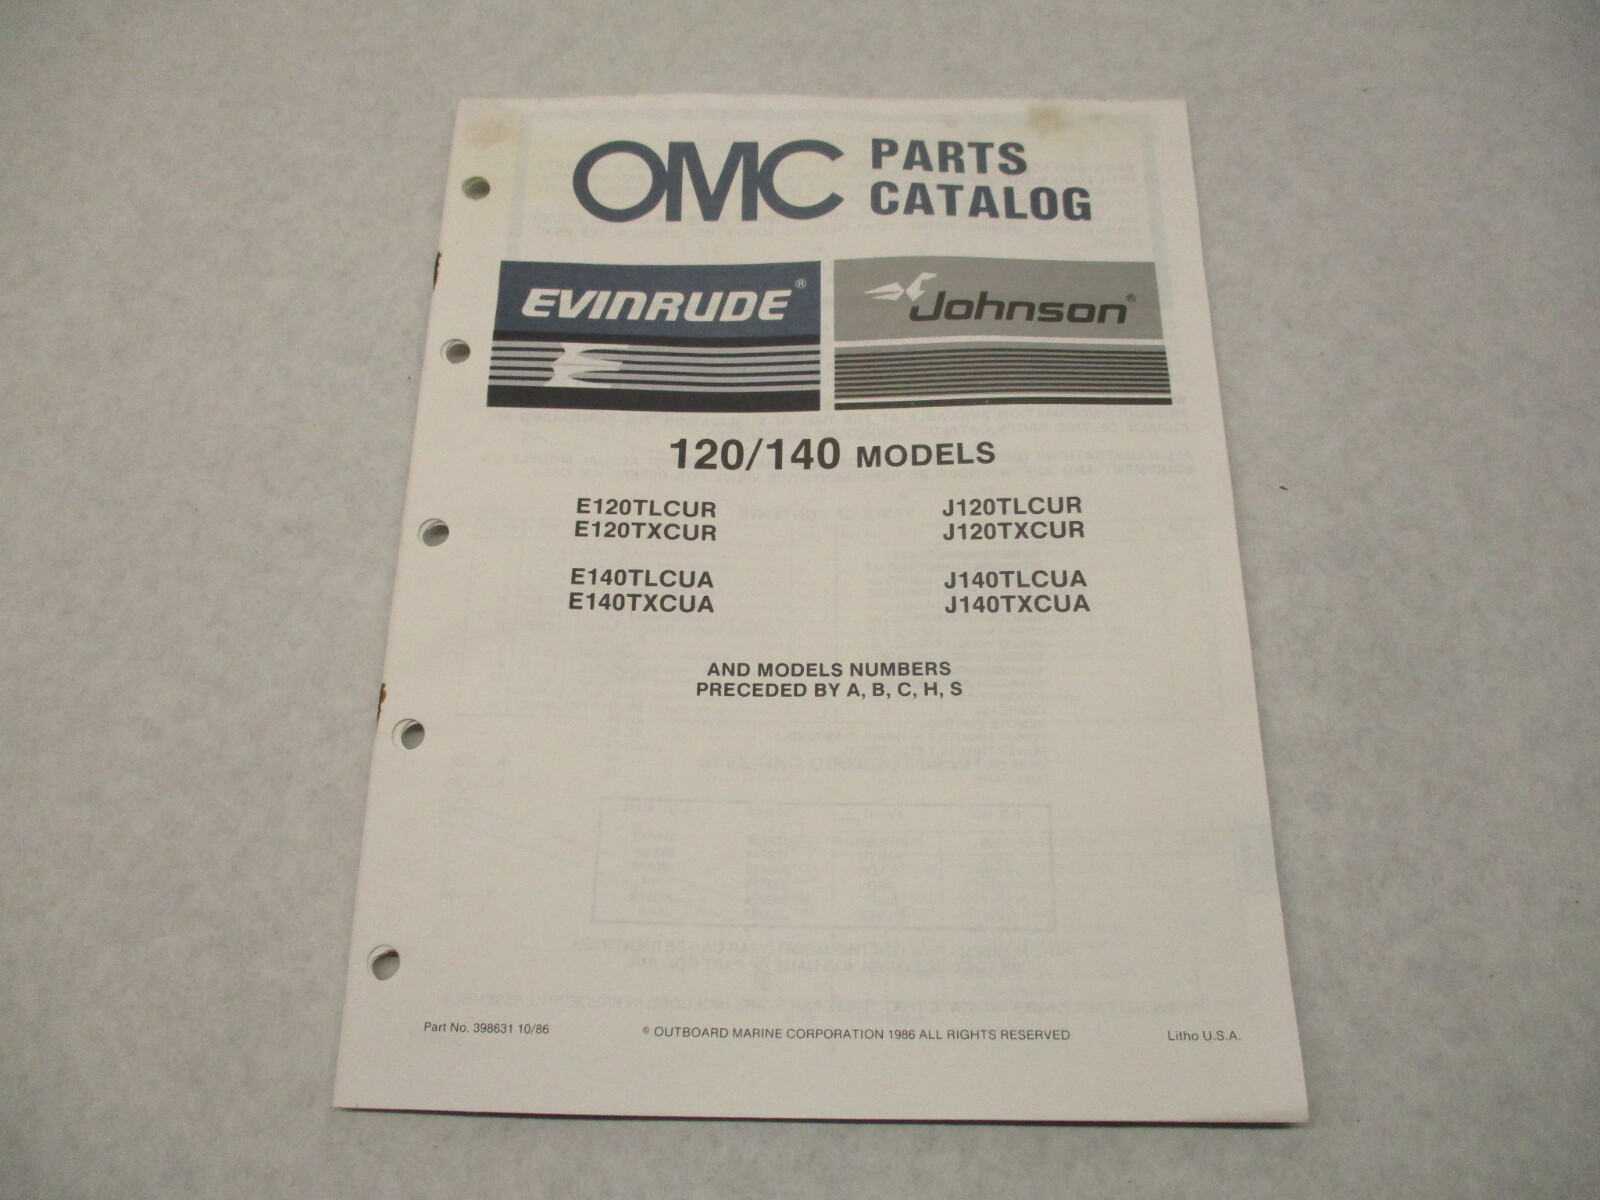 OMC PARTS CATALOG
EVINRUDE®
Johnson®
120/140 MODELS
E120TLCUR J120TLCUR
E120TXCUR J120TXCUR
E140TLCUA J140TLCUA
E140TXCUA J140TXCUA
AND MODELS NUMBERS
PRECEDED BY A, B, C, H, S
Part No. 398631 10/86 © OUTBOARD MARINE CORPORATION 1986 ALL RIGHTS RESERVED Litho U.S.A.